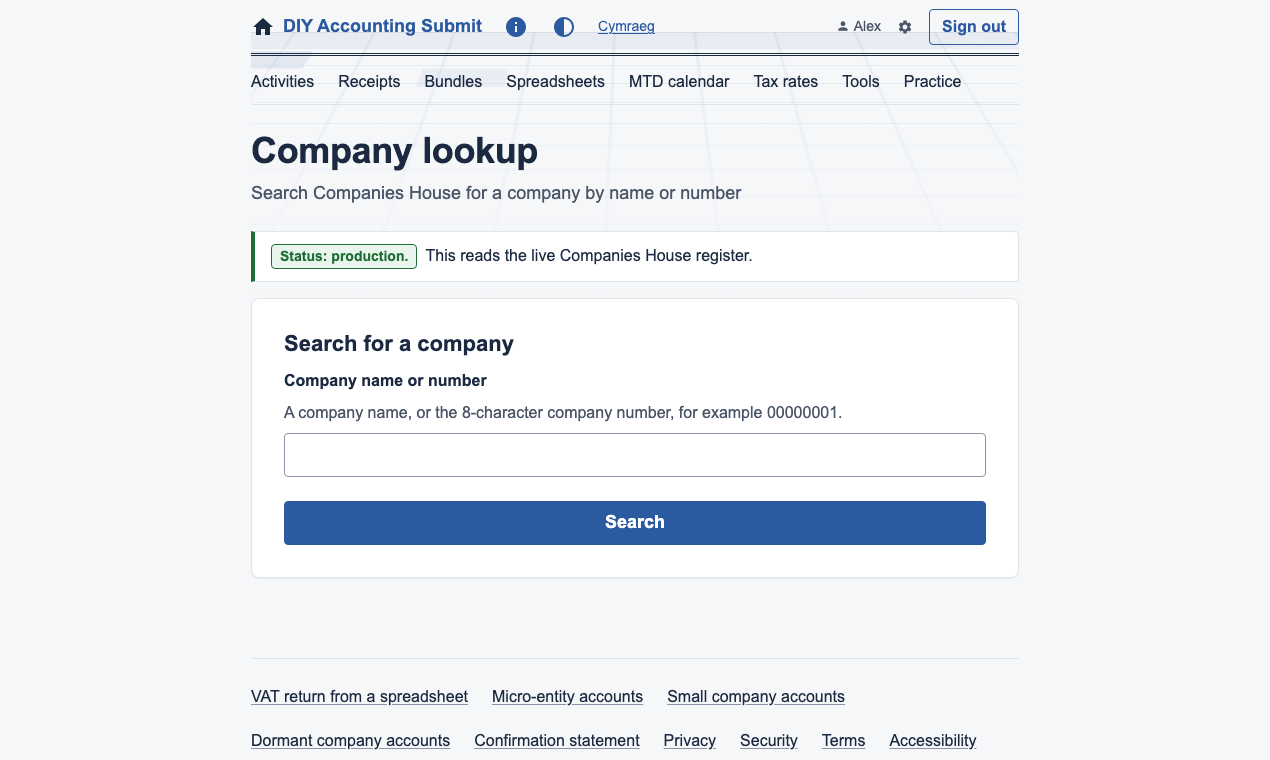 DIY Accounting Submit Cymraeg Alex Sign out
Activities Receipts Bundles Spreadsheets MTD calendar Tax rates Tools Practice
Company lookup
Search Companies House for a company by name or number
Status: production. This reads the live Companies House register.
Search for a company
Company name or number
A company name, or the 8-character company number, for example 00000001.
Search
VAT return from a spreadsheet Micro-entity accounts Small company accounts
Dormant company accounts Confirmation statement Privacy Security Terms Accessibility